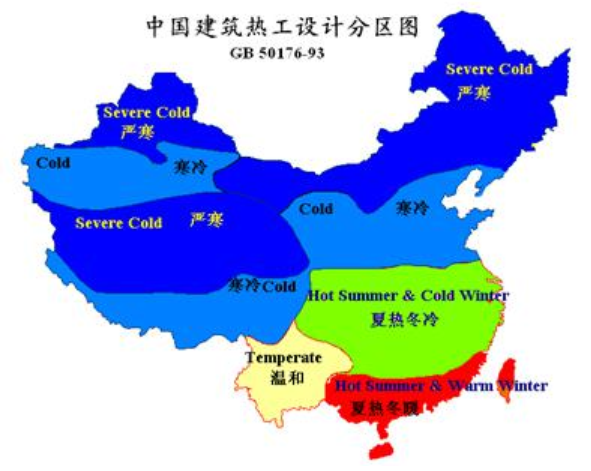 中国建筑热工设计分区图
GB 50176-93
Severe Cold
严寒
Severe Cold
严寒
Cold
寒冷
Severe Cold
严寒
Cold
寒冷
寒冷Cold
Hot Summer & Cold Winter
夏热冬冷
Temperate
温和
Hot Summer & Warm Winter
夏热冬暖